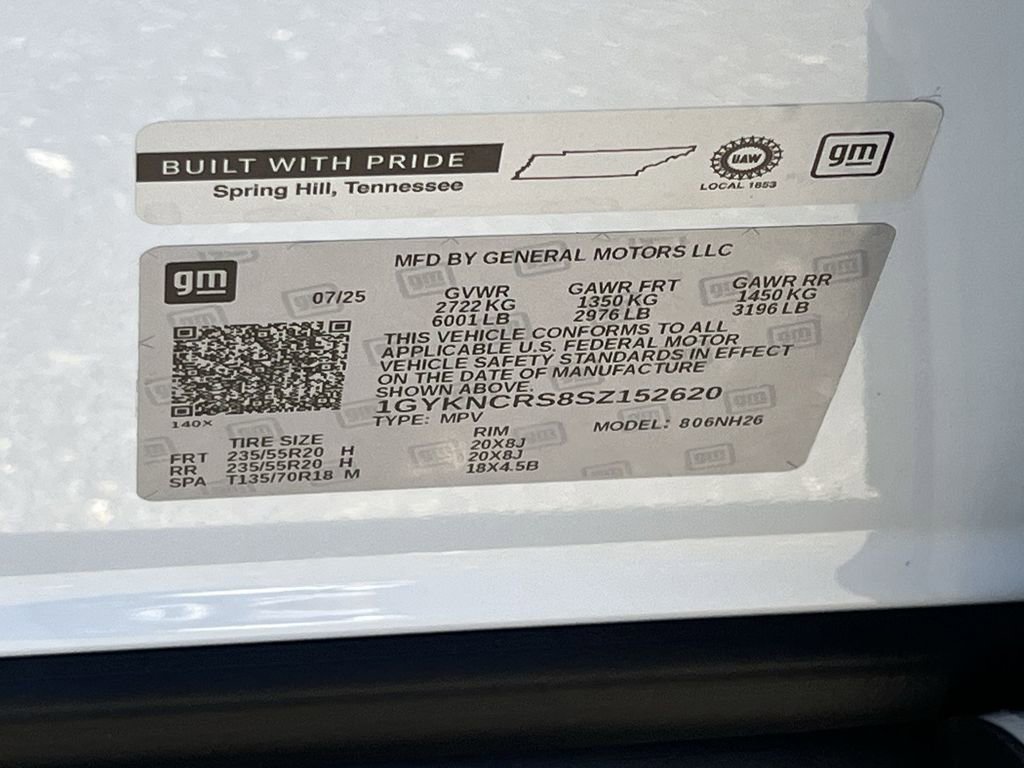 BUILT WITH PRIDE
Spring Hill, Tennessee
UAW
LOCAL 1853
gm
gm
MFD BY GENERAL MOTORS LLC
07/25
GVWR GAWR FRT GAWR RR
2722 KG 1350 KG 1450 KG
6001 LB 2976 LB 3196 LB
THIS VEHICLE CONFORMS TO ALL
APPLICABLE U.S. FEDERAL MOTOR
VEHICLE SAFETY STANDARDS IN EFFECT
ON THE DATE OF MANUFACTURE
SHOWN ABOVE.
1GYKNCRS8SZ152620
140X
TYPE: MPV MODEL: 806NH26
TIRE SIZE RIM
FRT 235/55R20 H 20X8J
RR 235/55R20 H 20X8J
SPA T135/70R18 M 18X4.5B